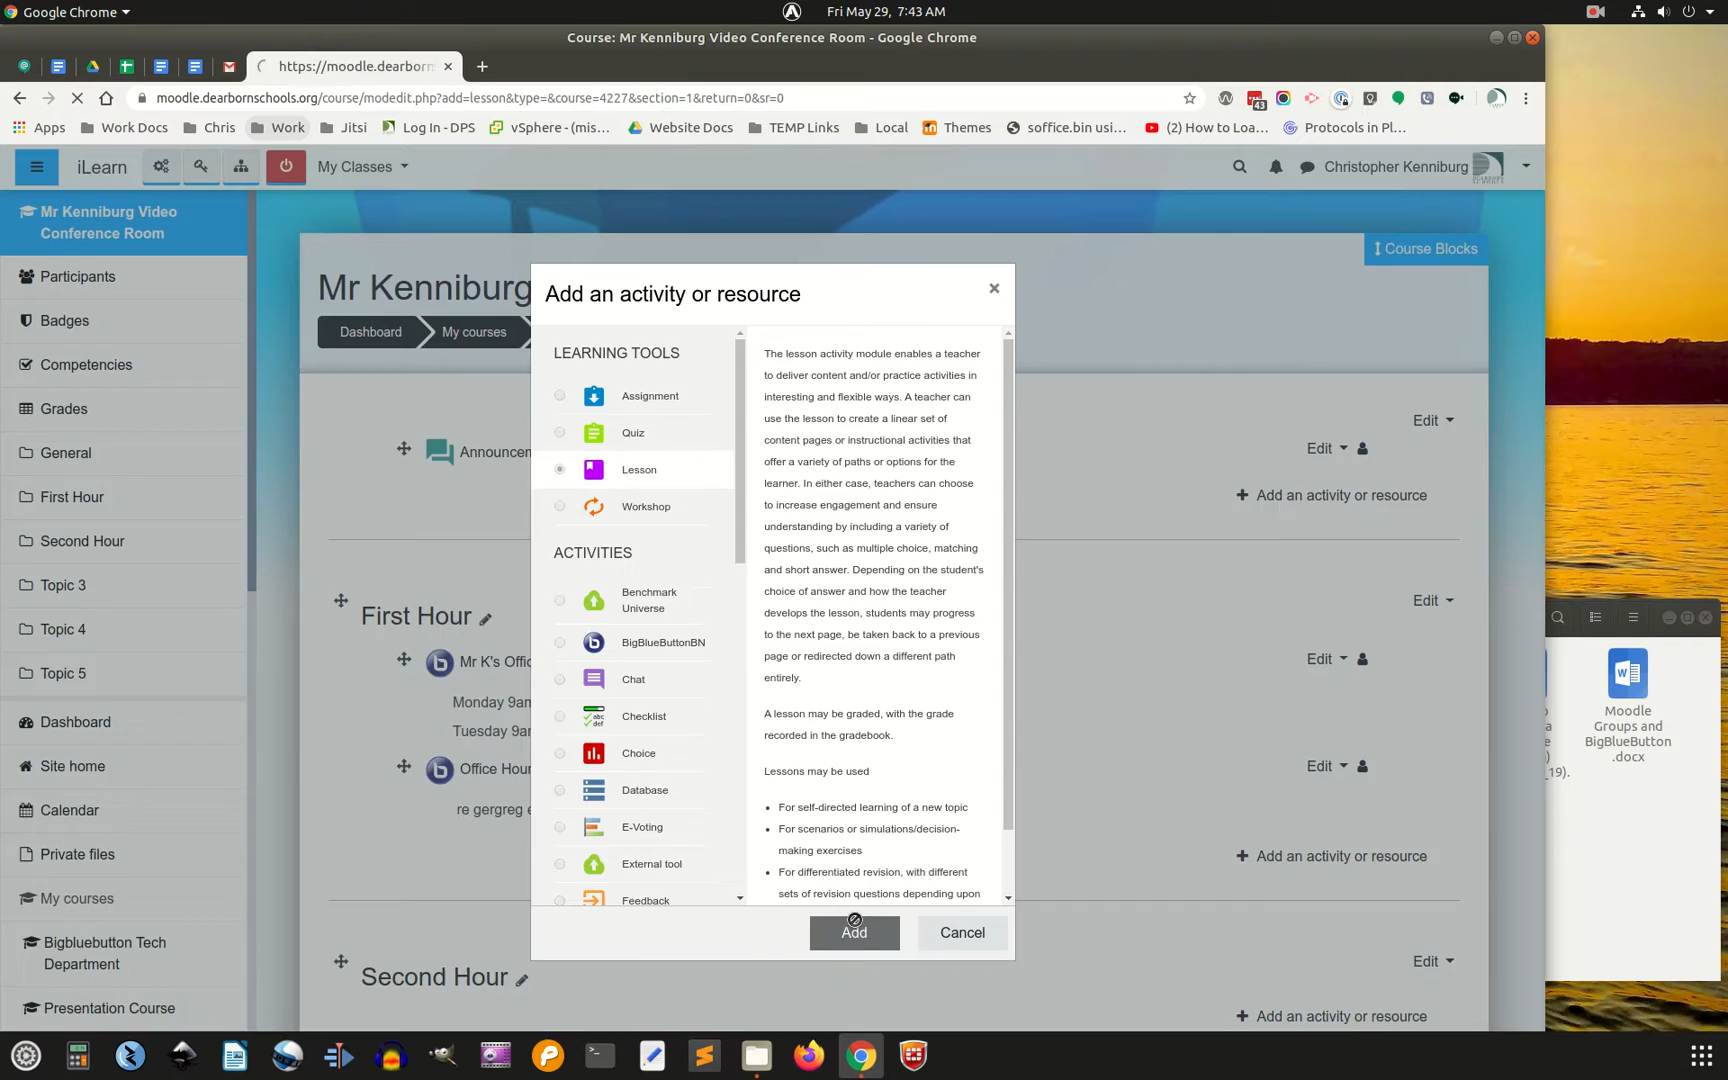 Google Chrome
Fri May 29, 7:43 AM
Course: Mr Kenniburg Video Conference Room - Google Chrome
https://moodle.dearborn
moodle.dearbornschools.org/course/modedit.php?add=lesson&type=&course=4227&section=1&return=0&sr=0
43
Apps Work Docs Chris Work Jitsi Log In - DPS vSphere - (mis... Website Docs TEMP Links Local Themes soffice.bin usi... (2) How to Loa... Protocols in Pl...
iLearn My Classes Christopher Kenniburg
Mr Kenniburg Video
Conference Room
Participants
Badges
Competencies
Grades
General
First Hour
Second Hour
Topic 3
Topic 4
Topic 5
Dashboard
Site home
Calendar
Private files
My courses
Bigbluebutton Tech
Department
Presentation Course
Course Blocks
Mr Kenniburg
Dashboard My courses
Edit
Announcen
Edit
Add an activity or resource
Edit
First Hour
Mr K's Offi
Edit
Monday 9am
Tuesday 9am
Office Hour
Edit
re gergreg e
Add an activity or resource
Edit
Second Hour
Add an activity or resource
Add an activity or resource
×
LEARNING TOOLS
Assignment
Quiz
Lesson
Workshop
ACTIVITIES
Benchmark
Universe
BigBlueButtonBN
Chat
Checklist
Choice
Database
E-Voting
External tool
Feedback
The lesson activity module enables a teacher
to deliver content and/or practice activities in
interesting and flexible ways. A teacher can
use the lesson to create a linear set of
content pages or instructional activities that
offer a variety of paths or options for the
learner. In either case, teachers can choose
to increase engagement and ensure
understanding by including a variety of
questions, such as multiple choice, matching
and short answer. Depending on the student's
choice of answer and how the teacher
develops the lesson, students may progress
to the next page, be taken back to a previous
page or redirected down a different path
entirely.
A lesson may be graded, with the grade
recorded in the gradebook.
Lessons may be used
• For self-directed learning of a new topic
• For scenarios or simulations/decision-
making exercises
• For differentiated revision, with different
sets of revision questions depending upon
Add
Cancel
Moodle
Groups and
BigBlueButton
.docx
_19).